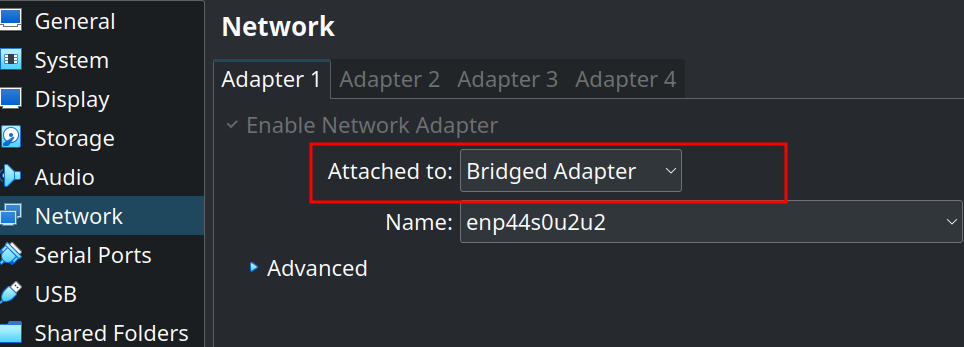 General
System
Display
Storage
Audio
Network
Serial Ports
USB
Shared Folders
Network
Adapter 1 Adapter 2 Adapter 3 Adapter 4
Enable Network Adapter
Attached to: Bridged Adapter
Name: enp44s0u2u2
Advanced